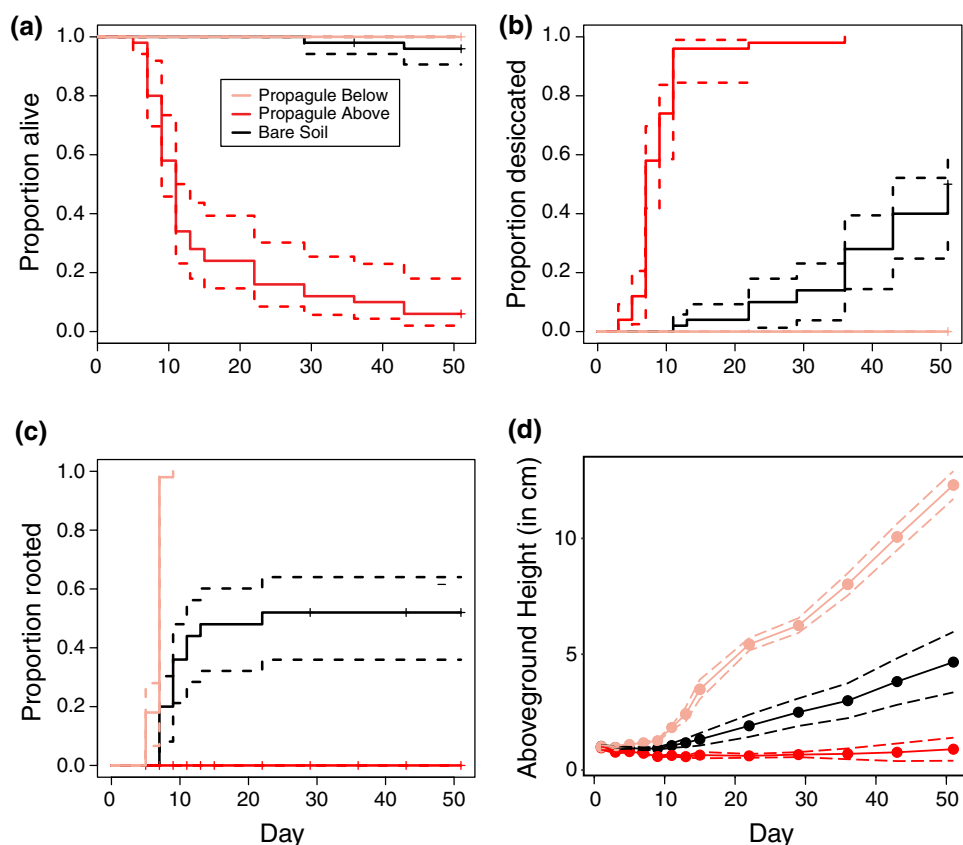 (a)
Proportion alive
1.0
0.8
0.6
0.4
0.2
0.0
Propagule Below
Propagule Above
Bare Soil
0 10 20 30 40 50
(b)
Proportion desiccated
1.0
0.8
0.6
0.4
0.2
0.0
0 10 20 30 40 50
(c)
Proportion rooted
1.0
0.8
0.6
0.4
0.2
0.0
0 10 20 30 40 50
Day
(d)
Aboveground Height (in cm)
10
5
0
0 10 20 30 40 50
Day